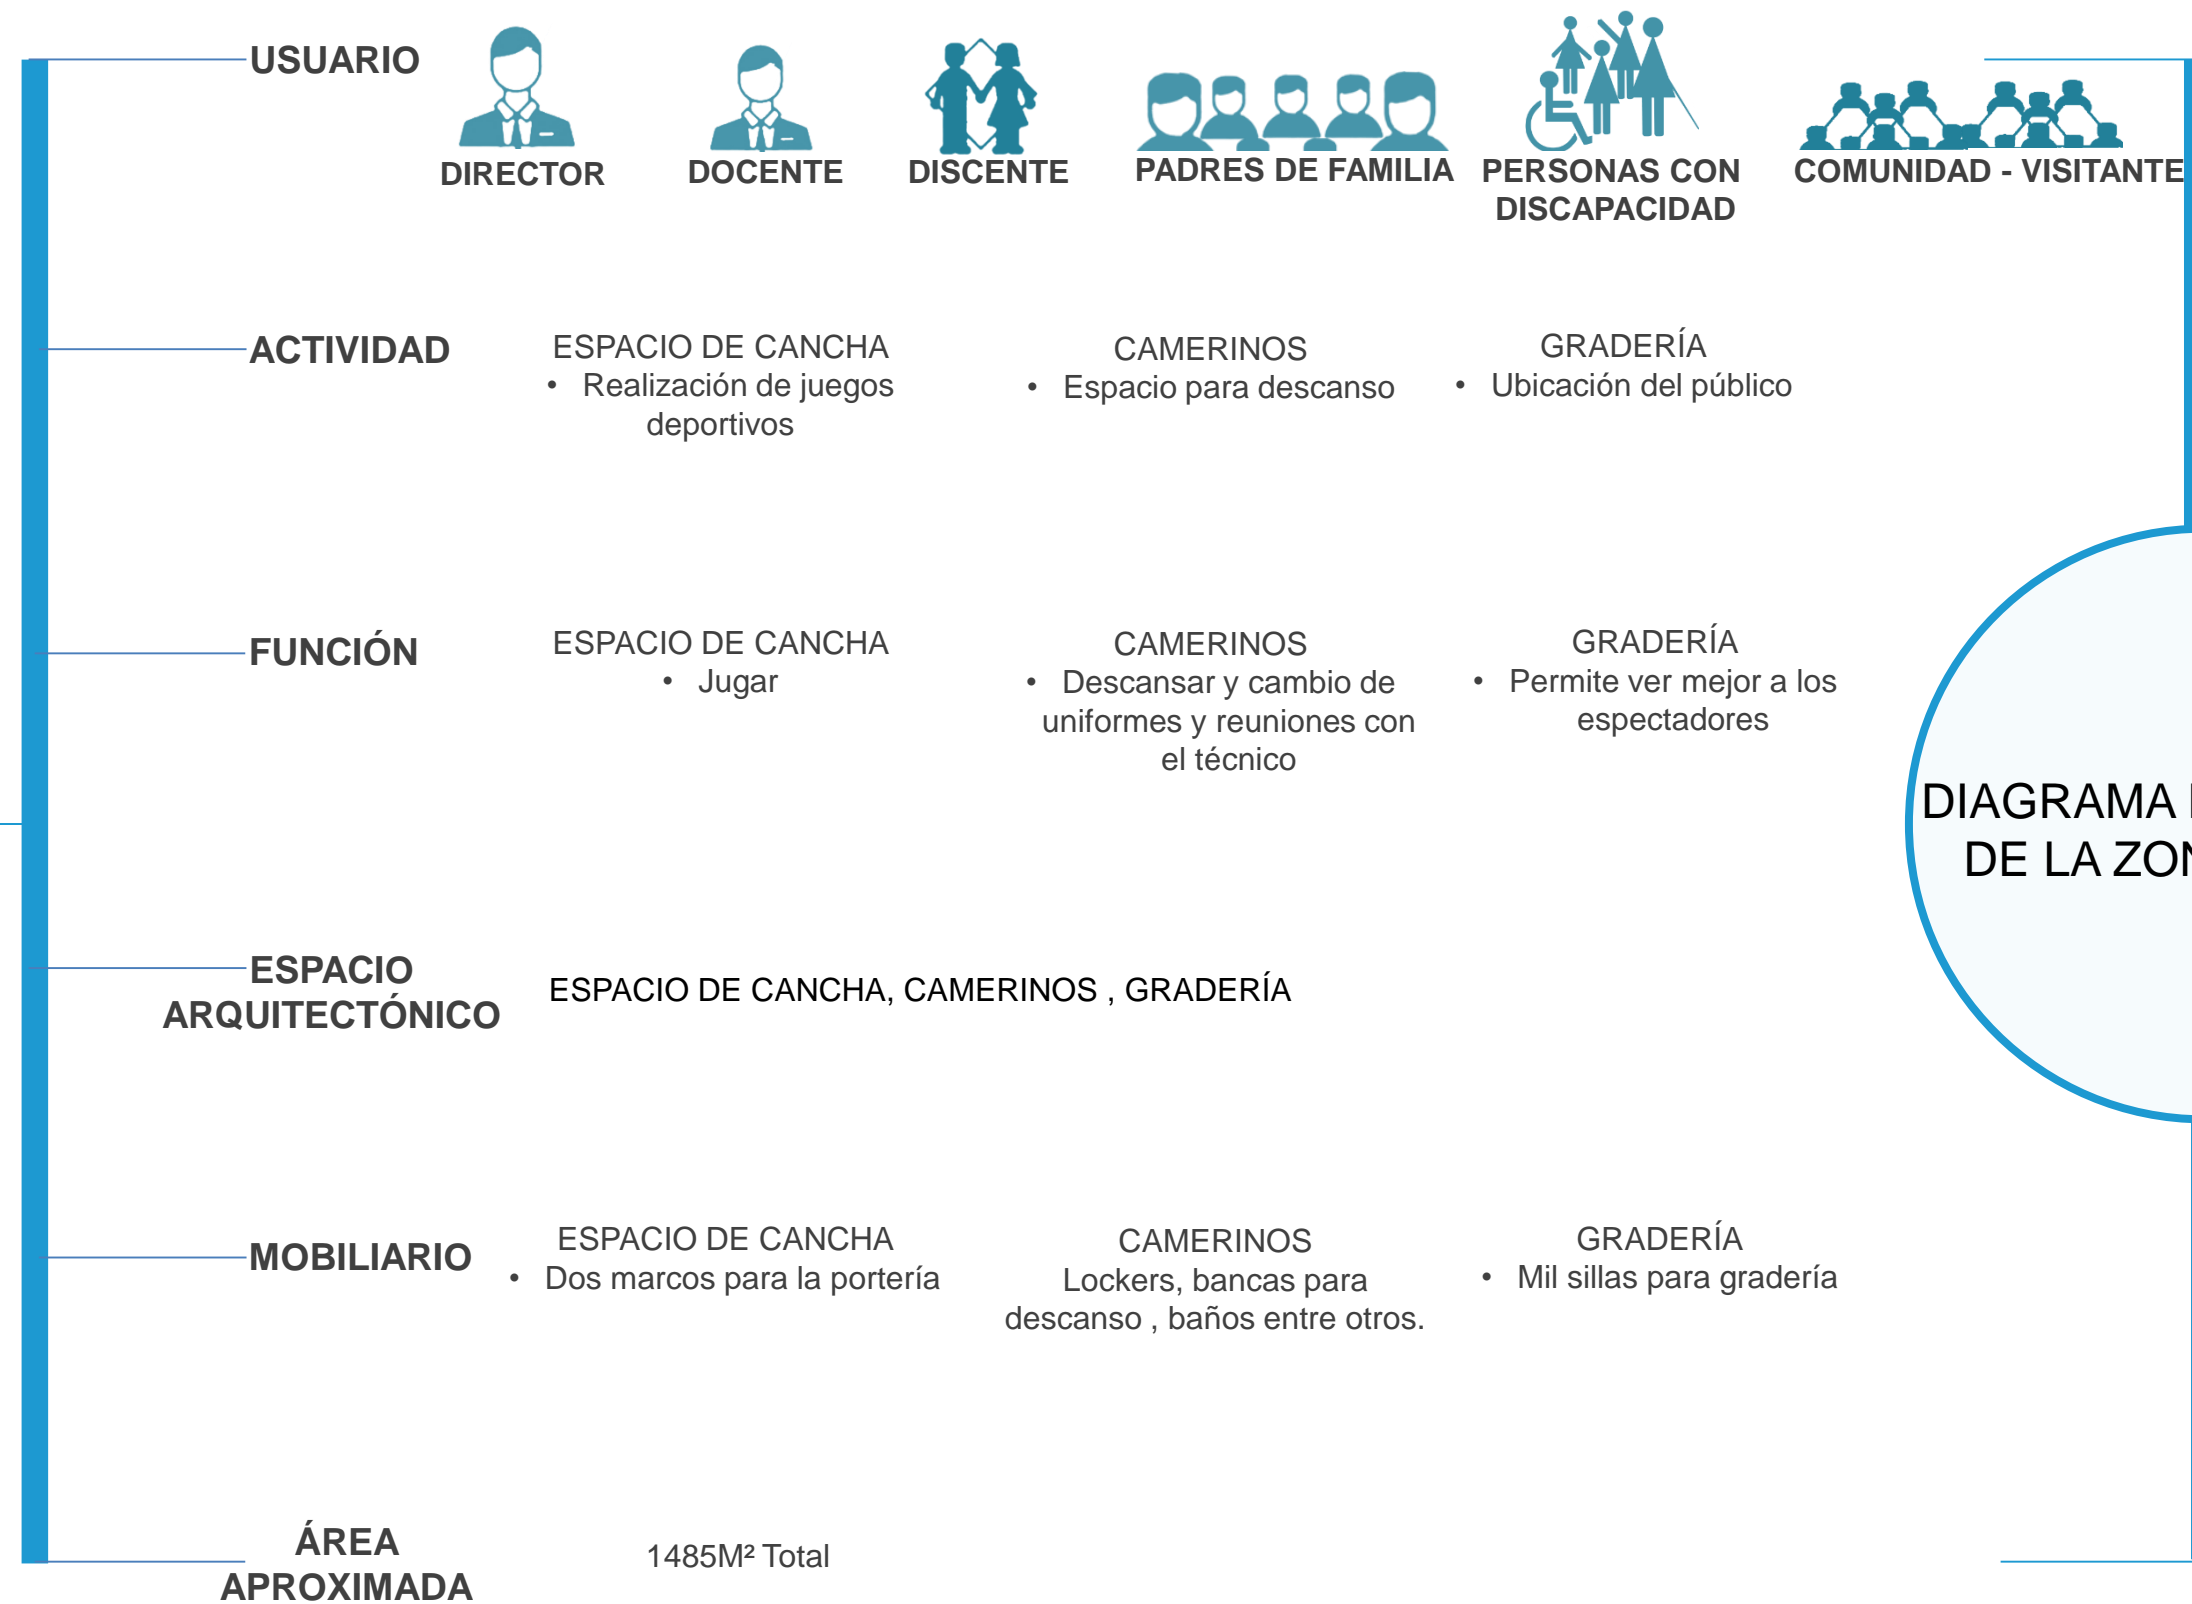 USUARIO
DIRECTOR
DOCENTE
DISCENTE
PADRES DE FAMILIA
PERSONAS CON
DISCAPACIDAD
COMUNIDAD - VISITANTE
ACTIVIDAD
ESPACIO DE CANCHA
• Realización de juegos
deportivos
CAMERINOS
• Espacio para descanso
GRADERÍA
• Ubicación del público
FUNCIÓN
ESPACIO DE CANCHA
• Jugar
CAMERINOS
• Descansar y cambio de
uniformes y reuniones con
el técnico
GRADERÍA
• Permite ver mejor a los
espectadores
DIAGRAMA
DE LA
ESPACIO
ARQUITECTÓNICO
ESPACIO DE CANCHA, CAMERINOS , GRADERÍA
MOBILIARIO
ESPACIO DE CANCHA
• Dos marcos para la portería
CAMERINOS
Lockers, bancas para
descanso , baños entre otros.
GRADERÍA
• Mil sillas para gradería
ÁREA
APROXIMADA
1485M² Total